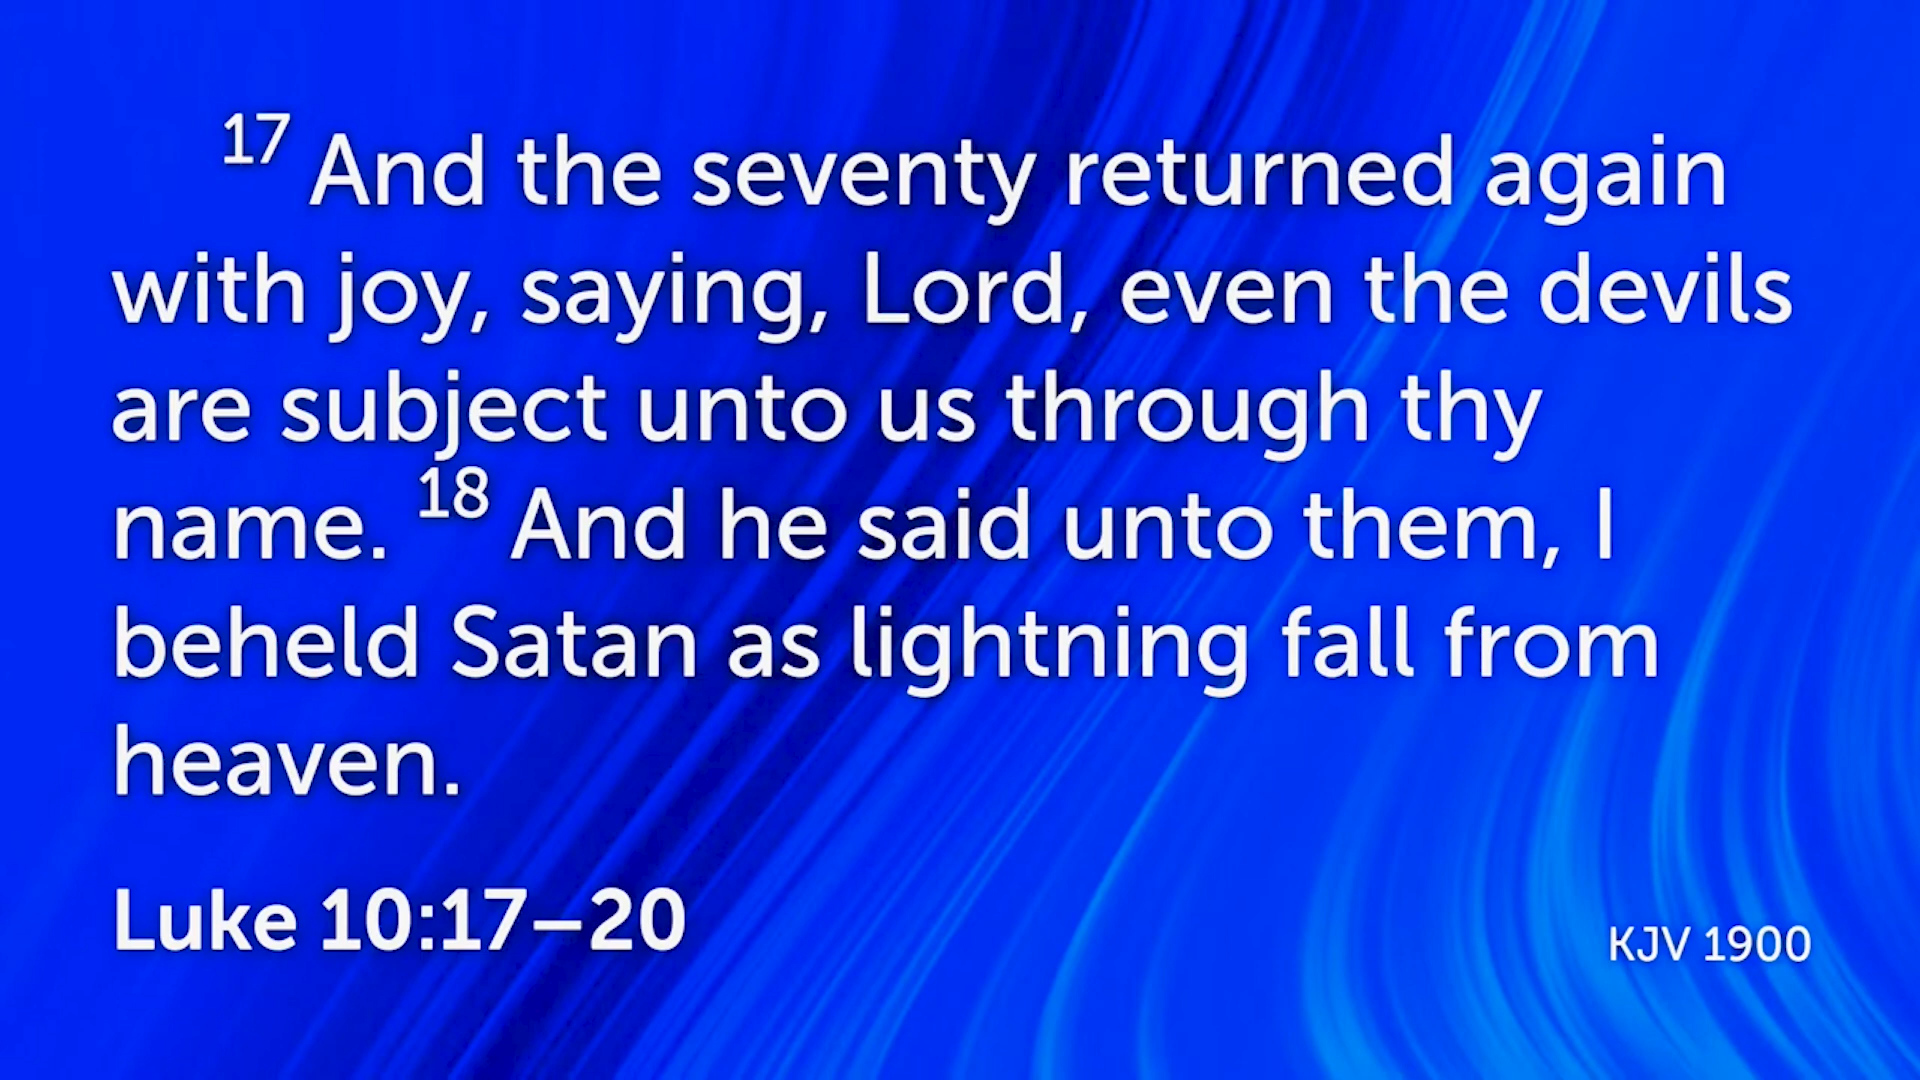 17 And the seventy returned again
with joy, saying, Lord, even the devils
are subject unto us through thy
name. 18 And he said unto them, I
beheld Satan as lightning fall from
heaven.
Luke 10:17–20
KJV 1900